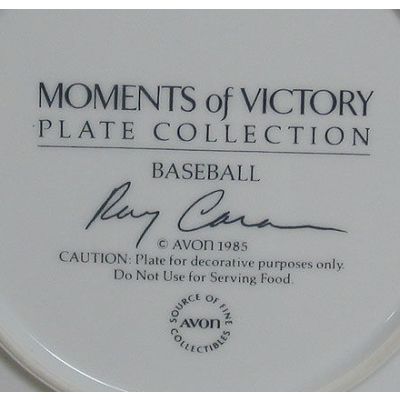 MOMENTS of VICTORY
PLATE COLLECTION
BASEBALL
Ray
© AVON 1985
CAUTION: Plate for decorative purposes only.
Do Not Use for Serving Food.
SOURCE OF FINE
AVON
COLLECTIBLES